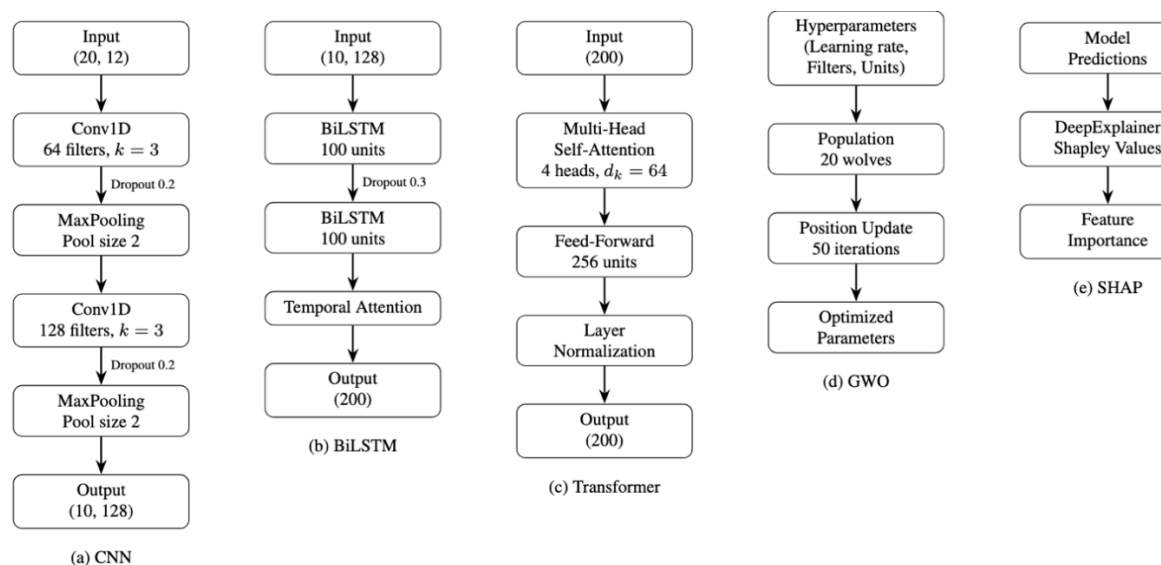 Input
(20, 12)
Conv1D
64 filters, k = 3
Dropout 0.2
MaxPooling
Pool size 2
Conv1D
128 filters, k = 3
Dropout 0.2
MaxPooling
Pool size 2
Output
(10, 128)
(a) CNN
Input
(10, 128)
BiLSTM
100 units
Dropout 0.3
BiLSTM
100 units
Temporal Attention
Output
(200)
(b) BiLSTM
Input
(200)
Multi-Head
Self-Attention
4 heads, d_k = 64
Feed-Forward
256 units
Layer
Normalization
Output
(200)
(c) Transformer
Hyperparameters
(Learning rate,
Filters, Units)
Population
20 wolves
Position Update
50 iterations
Optimized
Parameters
(d) GWO
Model
Predictions
DeepExplainer
Shapley Values
Feature
Importance
(e) SHAP